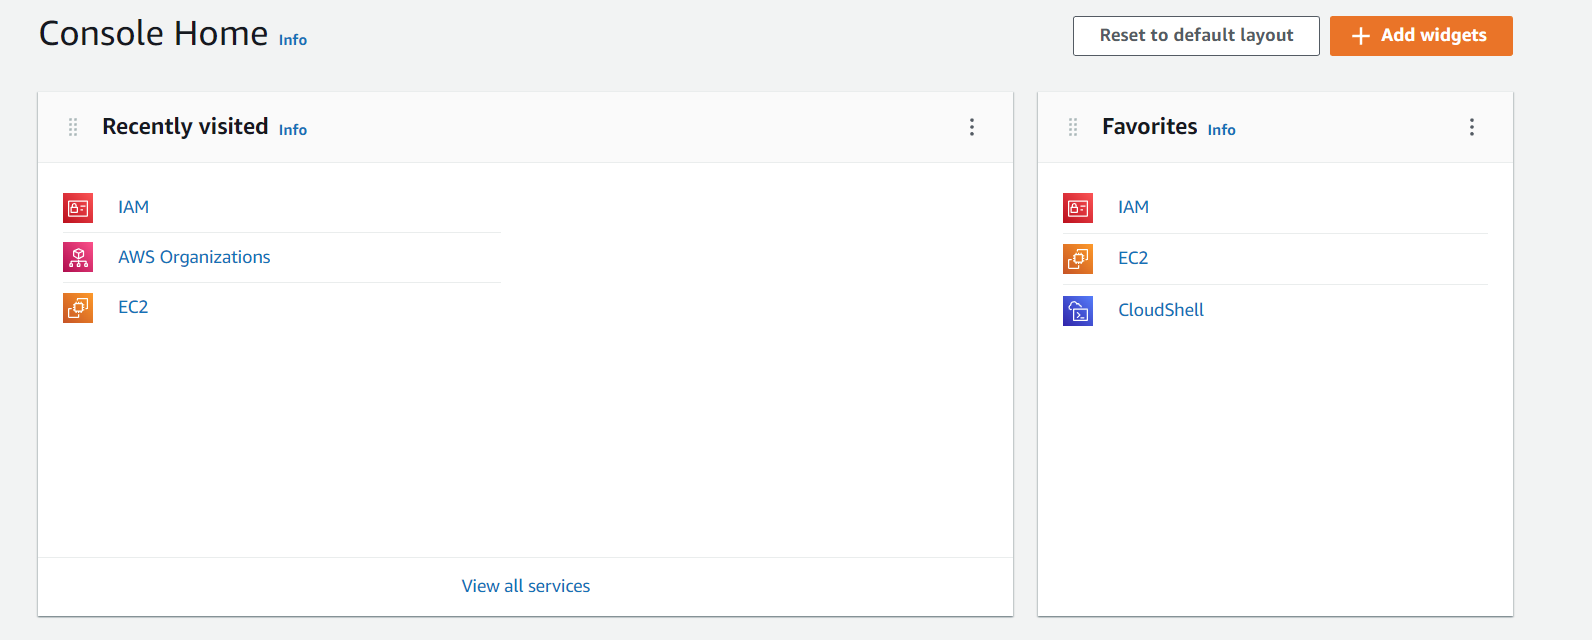 Console Home Info
Reset to default layout
Add widgets
Recently visited Info
IAM
AWS Organizations
EC2
View all services
Favorites Info
IAM
EC2
CloudShell